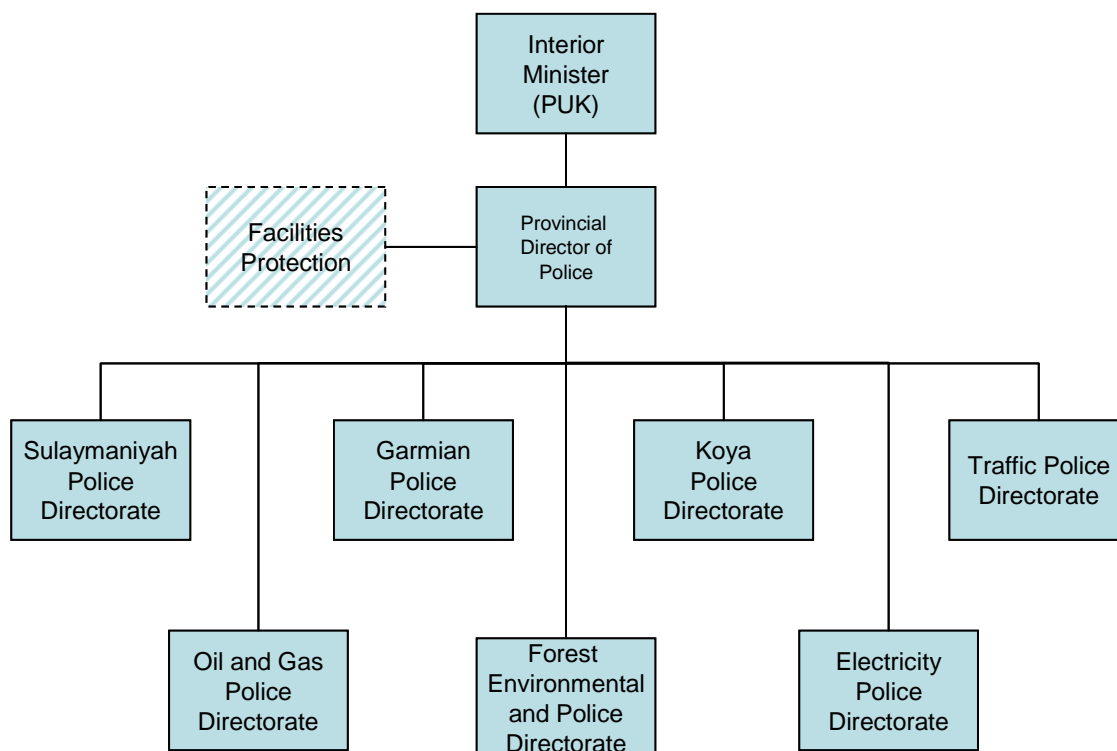 Interior
Minister
(PUK)
Facilities
Protection
Provincial
Director of
Police
Sulaymaniyah
Police
Directorate
Garmian
Police
Directorate
Koya
Police
Directorate
Traffic Police
Directorate
Oil and Gas
Police
Directorate
Forest
Environmental
and Police
Directorate
Electricity
Police
Directorate